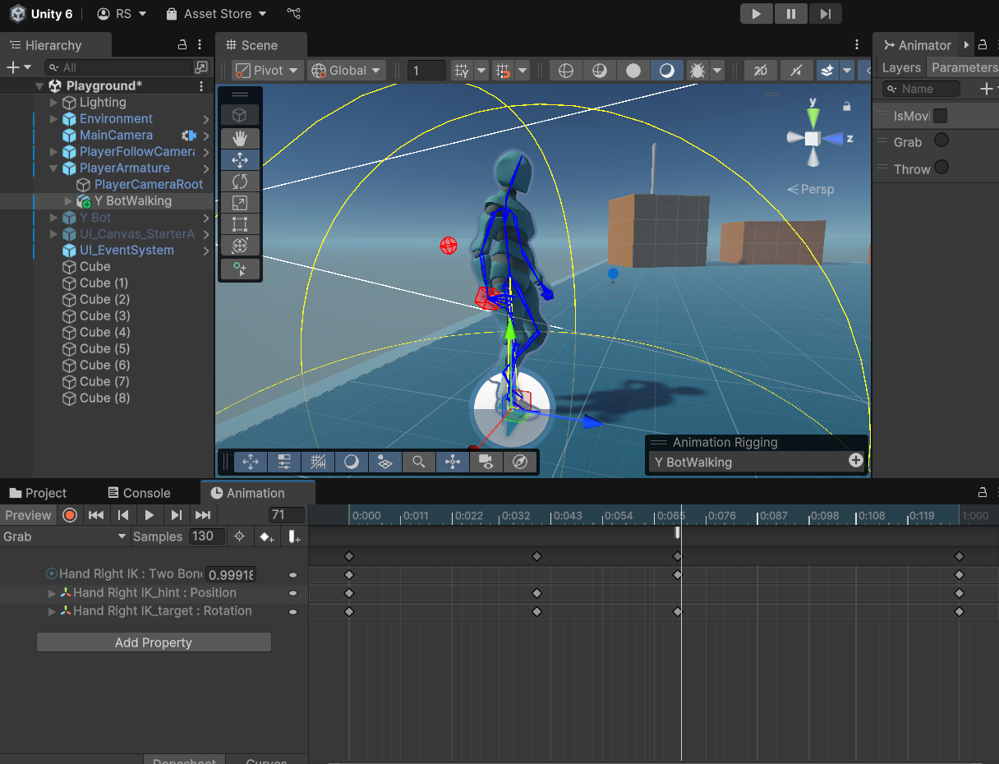 Unity 6 RS Asset Store
Hierarchy
Scene
Animator
All
Pivot
Global
1
2D
Layers
Parameters
Name
Playground*
Lighting
Environment
MainCamera
PlayerFollowCamera
PlayerArmature
PlayerCameraRoot
Y BotWalking
Y Bot
UI_Canvas_StarterA
UI_EventSystem
Cube
Cube (1)
Cube (2)
Cube (3)
Cube (4)
Cube (5)
Cube (6)
Cube (7)
Cube (8)
y
z
Persp
IsMovi
Grab
Throw
Animation Rigging
Y BotWalking
Project
Console
Animation
Preview
71
0:000 0:011 0:022 0:032 0:043 0:054 0:065 0:076 0:087 0:098 0:108 0:119 1:000
Grab
Samples 130
Hand Right IK : Two Bon 0.99918
Hand Right IK_hint : Position
Hand Right IK_target : Rotation
Add Property
Dopesheet
Curves